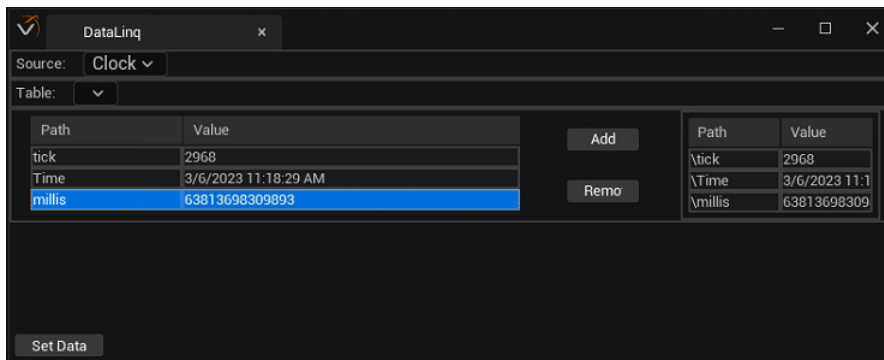 DataLinq ×
Source: Clock
Table:
Path Value
tick 2968
Time 3/6/2023 11:18:29 AM
millis 63813698309893
Add
Remo
Path Value
\tick 2968
\Time 3/6/2023 11:1
\millis 63813698309
Set Data